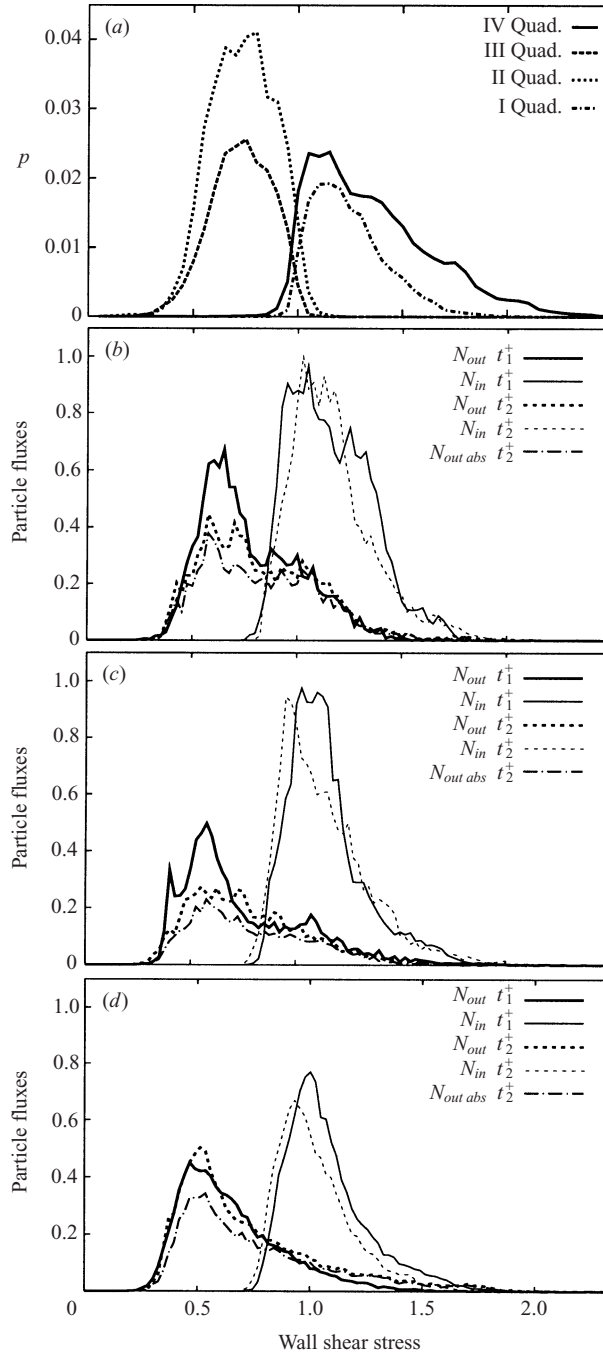 (a)
IV Quad.
III Quad.
II Quad.
I Quad.
0.04
0.03
p
0.02
0.01
0
(b)
N_out t_1^+
N_in t_1^+
N_out t_2^+
N_in t_2^+
N_out abs t_2^+
1.0
0.8
0.6
0.4
0.2
0
Particle fluxes
(c)
N_out t_1^+
N_in t_1^+
N_out t_2^+
N_in t_2^+
N_out abs t_2^+
1.0
0.8
0.6
0.4
0.2
0
Particle fluxes
(d)
N_out t_1^+
N_in t_1^+
N_out t_2^+
N_in t_2^+
N_out abs t_2^+
1.0
0.8
0.6
0.4
0.2
Particle fluxes
0 0.5 1.0 1.5 2.0
Wall shear stress